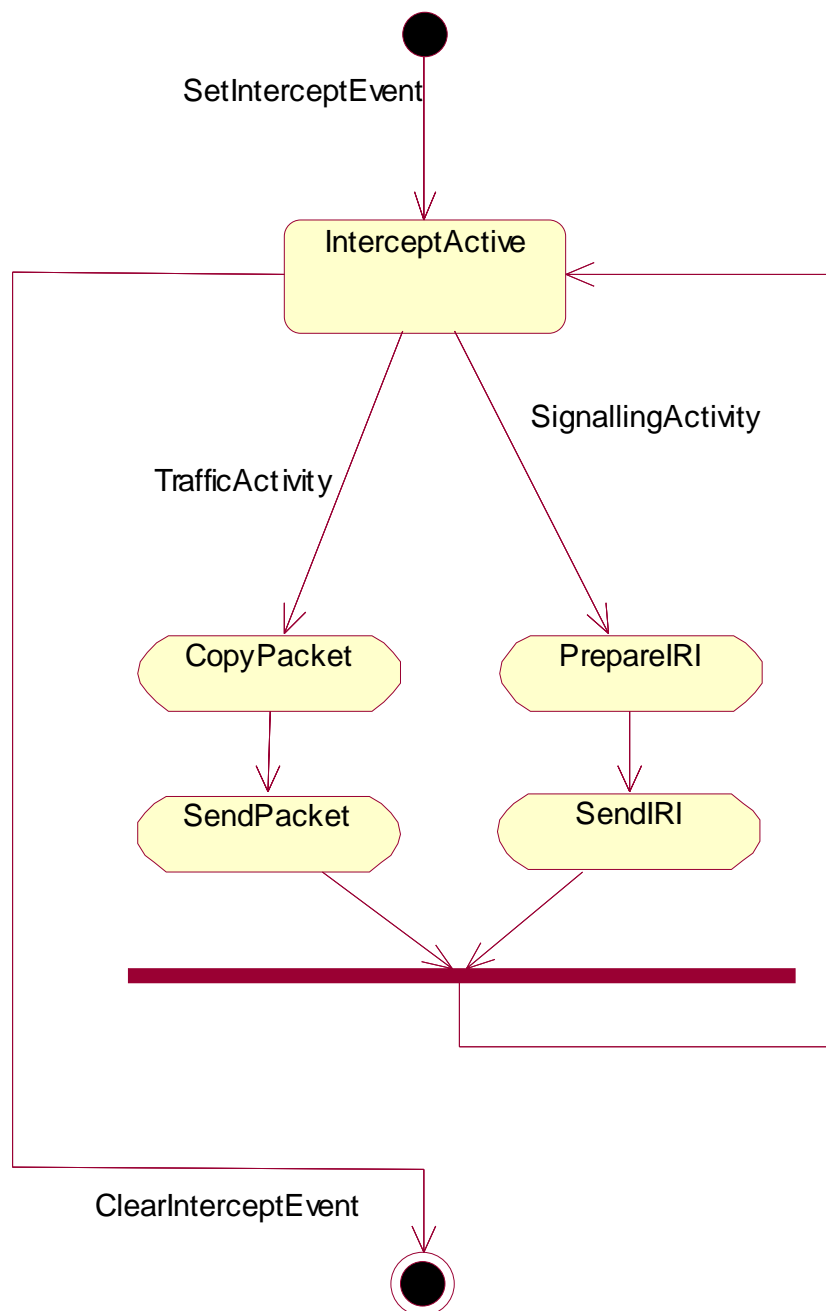 SetInterceptEvent
InterceptActive
SignallingActivity
TrafficActivity
CopyPacket
PrepareIRI
SendPacket
SendIRI
ClearInterceptEvent